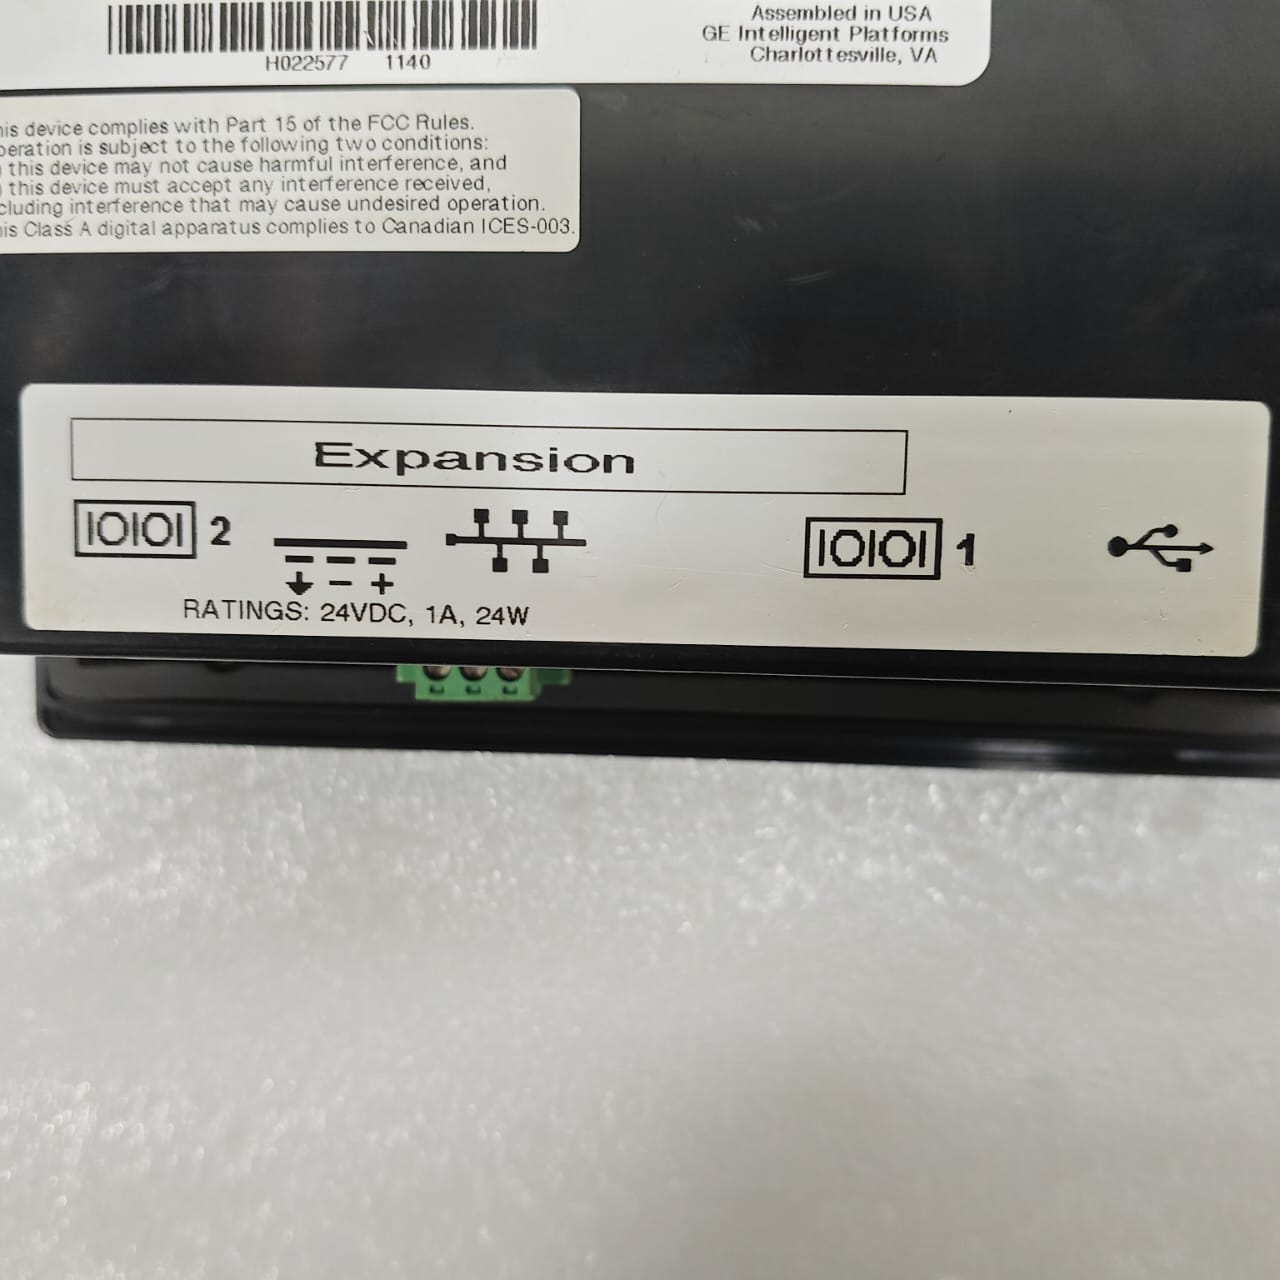 H022577 1140
Assembled in USA
GE Intelligent Platforms
Charlottesville, VA
his device complies with Part 15 of the FCC Rules.
peration is subject to the following two conditions:
this device may not cause harmful interference, and
this device must accept any interference received,
cluding interference that may cause undesired operation.
his Class A digital apparatus complies to Canadian ICES-003.
Expansion
IOIOI 2
IOIOI 1
RATINGS: 24VDC, 1A, 24W